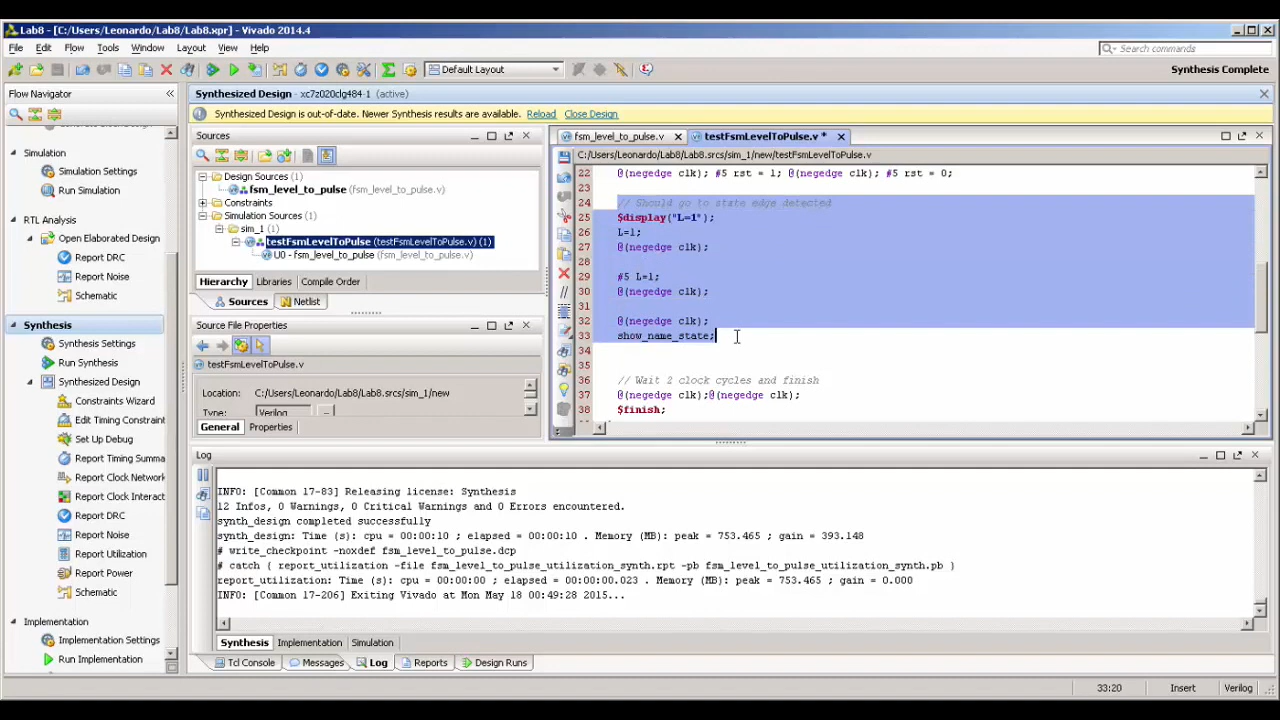 Lab8 - [C:/Users/Leonardo/Lab8/Lab8.xpr] - Vivado 2014.4
File Edit Flow Tools Window Layout View Help
Search commands
Default Layout
Synthesis Complete
Flow Navigator
Synthesized Design - xc7z020clg484-1 (active)
Synthesized Design is out-of-date. Newer Synthesis results are available. Reload Close Design
Simulation
Simulation Settings
Run Simulation
RTL Analysis
Open Elaborated Design
Report DRC
Report Noise
Schematic
Synthesis
Synthesis Settings
Run Synthesis
Synthesized Design
Constraints Wizard
Edit Timing Constraint
Set Up Debug
Report Timing Summa
Report Clock Network
Report Clock Interact
Report DRC
Report Noise
Report Utilization
Report Power
Schematic
Implementation
Implementation Settings
Run Implementation
Sources
Design Sources
fsm_level_to_pulse (fsm_level_to_pulse.v)
Constraints
Simulation Sources
sim_1 (1)
testFsmLevelToPulse (testFsmLevelToPulse.v) (1)
U0 - fsm_level_to_pulse (fsm_level_to_pulse.v)
Hierarchy Libraries Compile Order
Sources Netlist
Source File Properties
testFsmLevelToPulse.v
Location: C:/Users/Leonardo/Lab8/Lab8.srcs/sim_1/new
Type: Verilog
General Properties
fsm_level_to_pulse.v testFsmLevelToPulse.v *
C:/Users/Leonardo/Lab8/Lab8.srcs/sim_1/new/testFsmLevelToPulse.v
22 @(negedge clk); #5 rst = 1; @(negedge clk); #5 rst = 0;
23
24 // Should go to state edge detected
25 $display("L=1");
26 L=1;
27 @(negedge clk);
28
29 #5 L=1;
30 @(negedge clk);
31
32 @(negedge clk);
33 show_name_state;
34
35
36 // Wait 2 clock cycles and finish
37 @(negedge clk);@(negedge clk);
38 $finish;
Log
INFO: [Common 17-83] Releasing license: Synthesis
12 Infos, 0 Warnings, 0 Critical Warnings and 0 Errors encountered.
synth_design completed successfully
synth_design: Time (s): cpu = 00:00:10 ; elapsed = 00:00:10 . Memory (MB): peak = 753.465 ; gain = 393.148
# write_checkpoint -noxdef fsm_level_to_pulse.dcp
# catch { report_utilization -file fsm_level_to_pulse_utilization_synth.rpt -pb fsm_level_to_pulse_utilization_synth.pb }
report_utilization: Time (s): cpu = 00:00:00 ; elapsed = 00:00:00.023 . Memory (MB): peak = 753.465 ; gain = 0.000
INFO: [Common 17-206] Exiting Vivado at Mon May 18 00:49:28 2015...
Synthesis Implementation Simulation
Tcl Console Messages Log Reports Design Runs
33:20 Insert Verilog